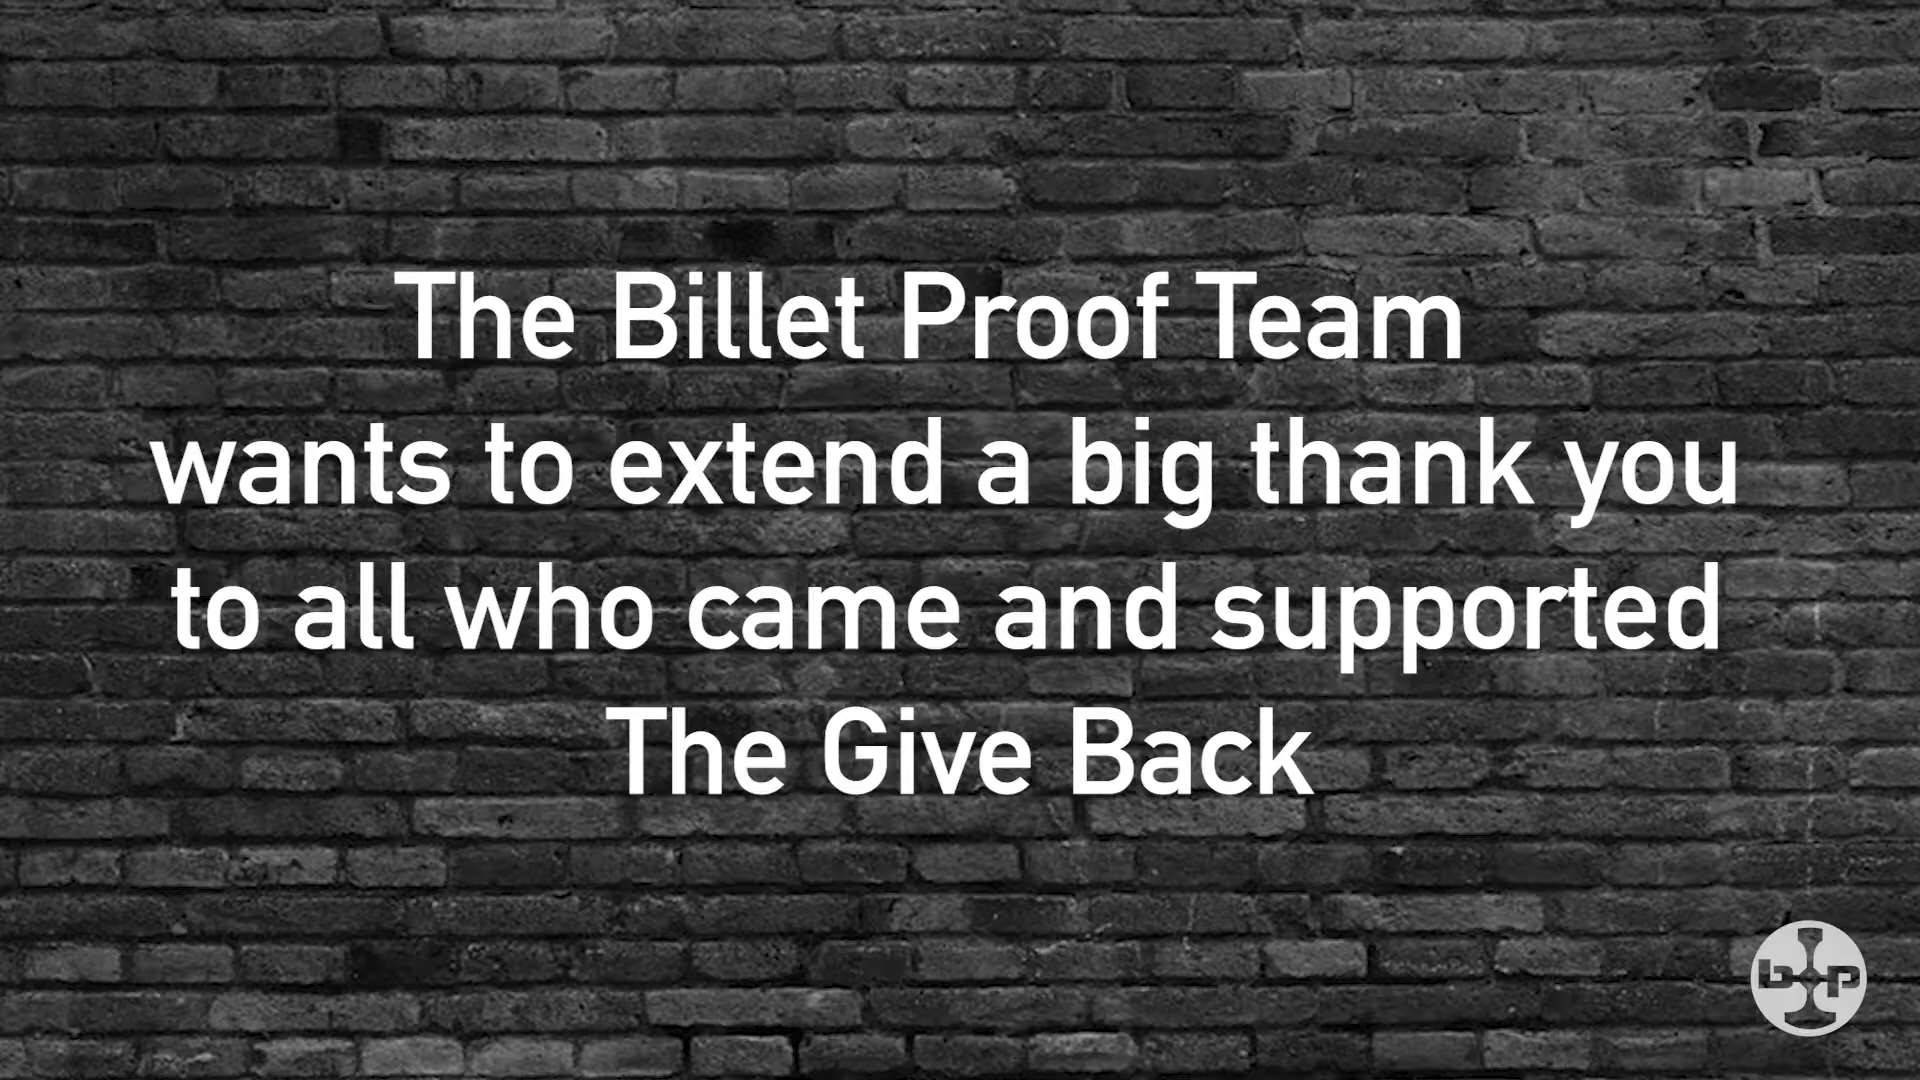 The Billet Proof Team
wants to extend a big thank you
to all who came and supported
The Give Back
b p